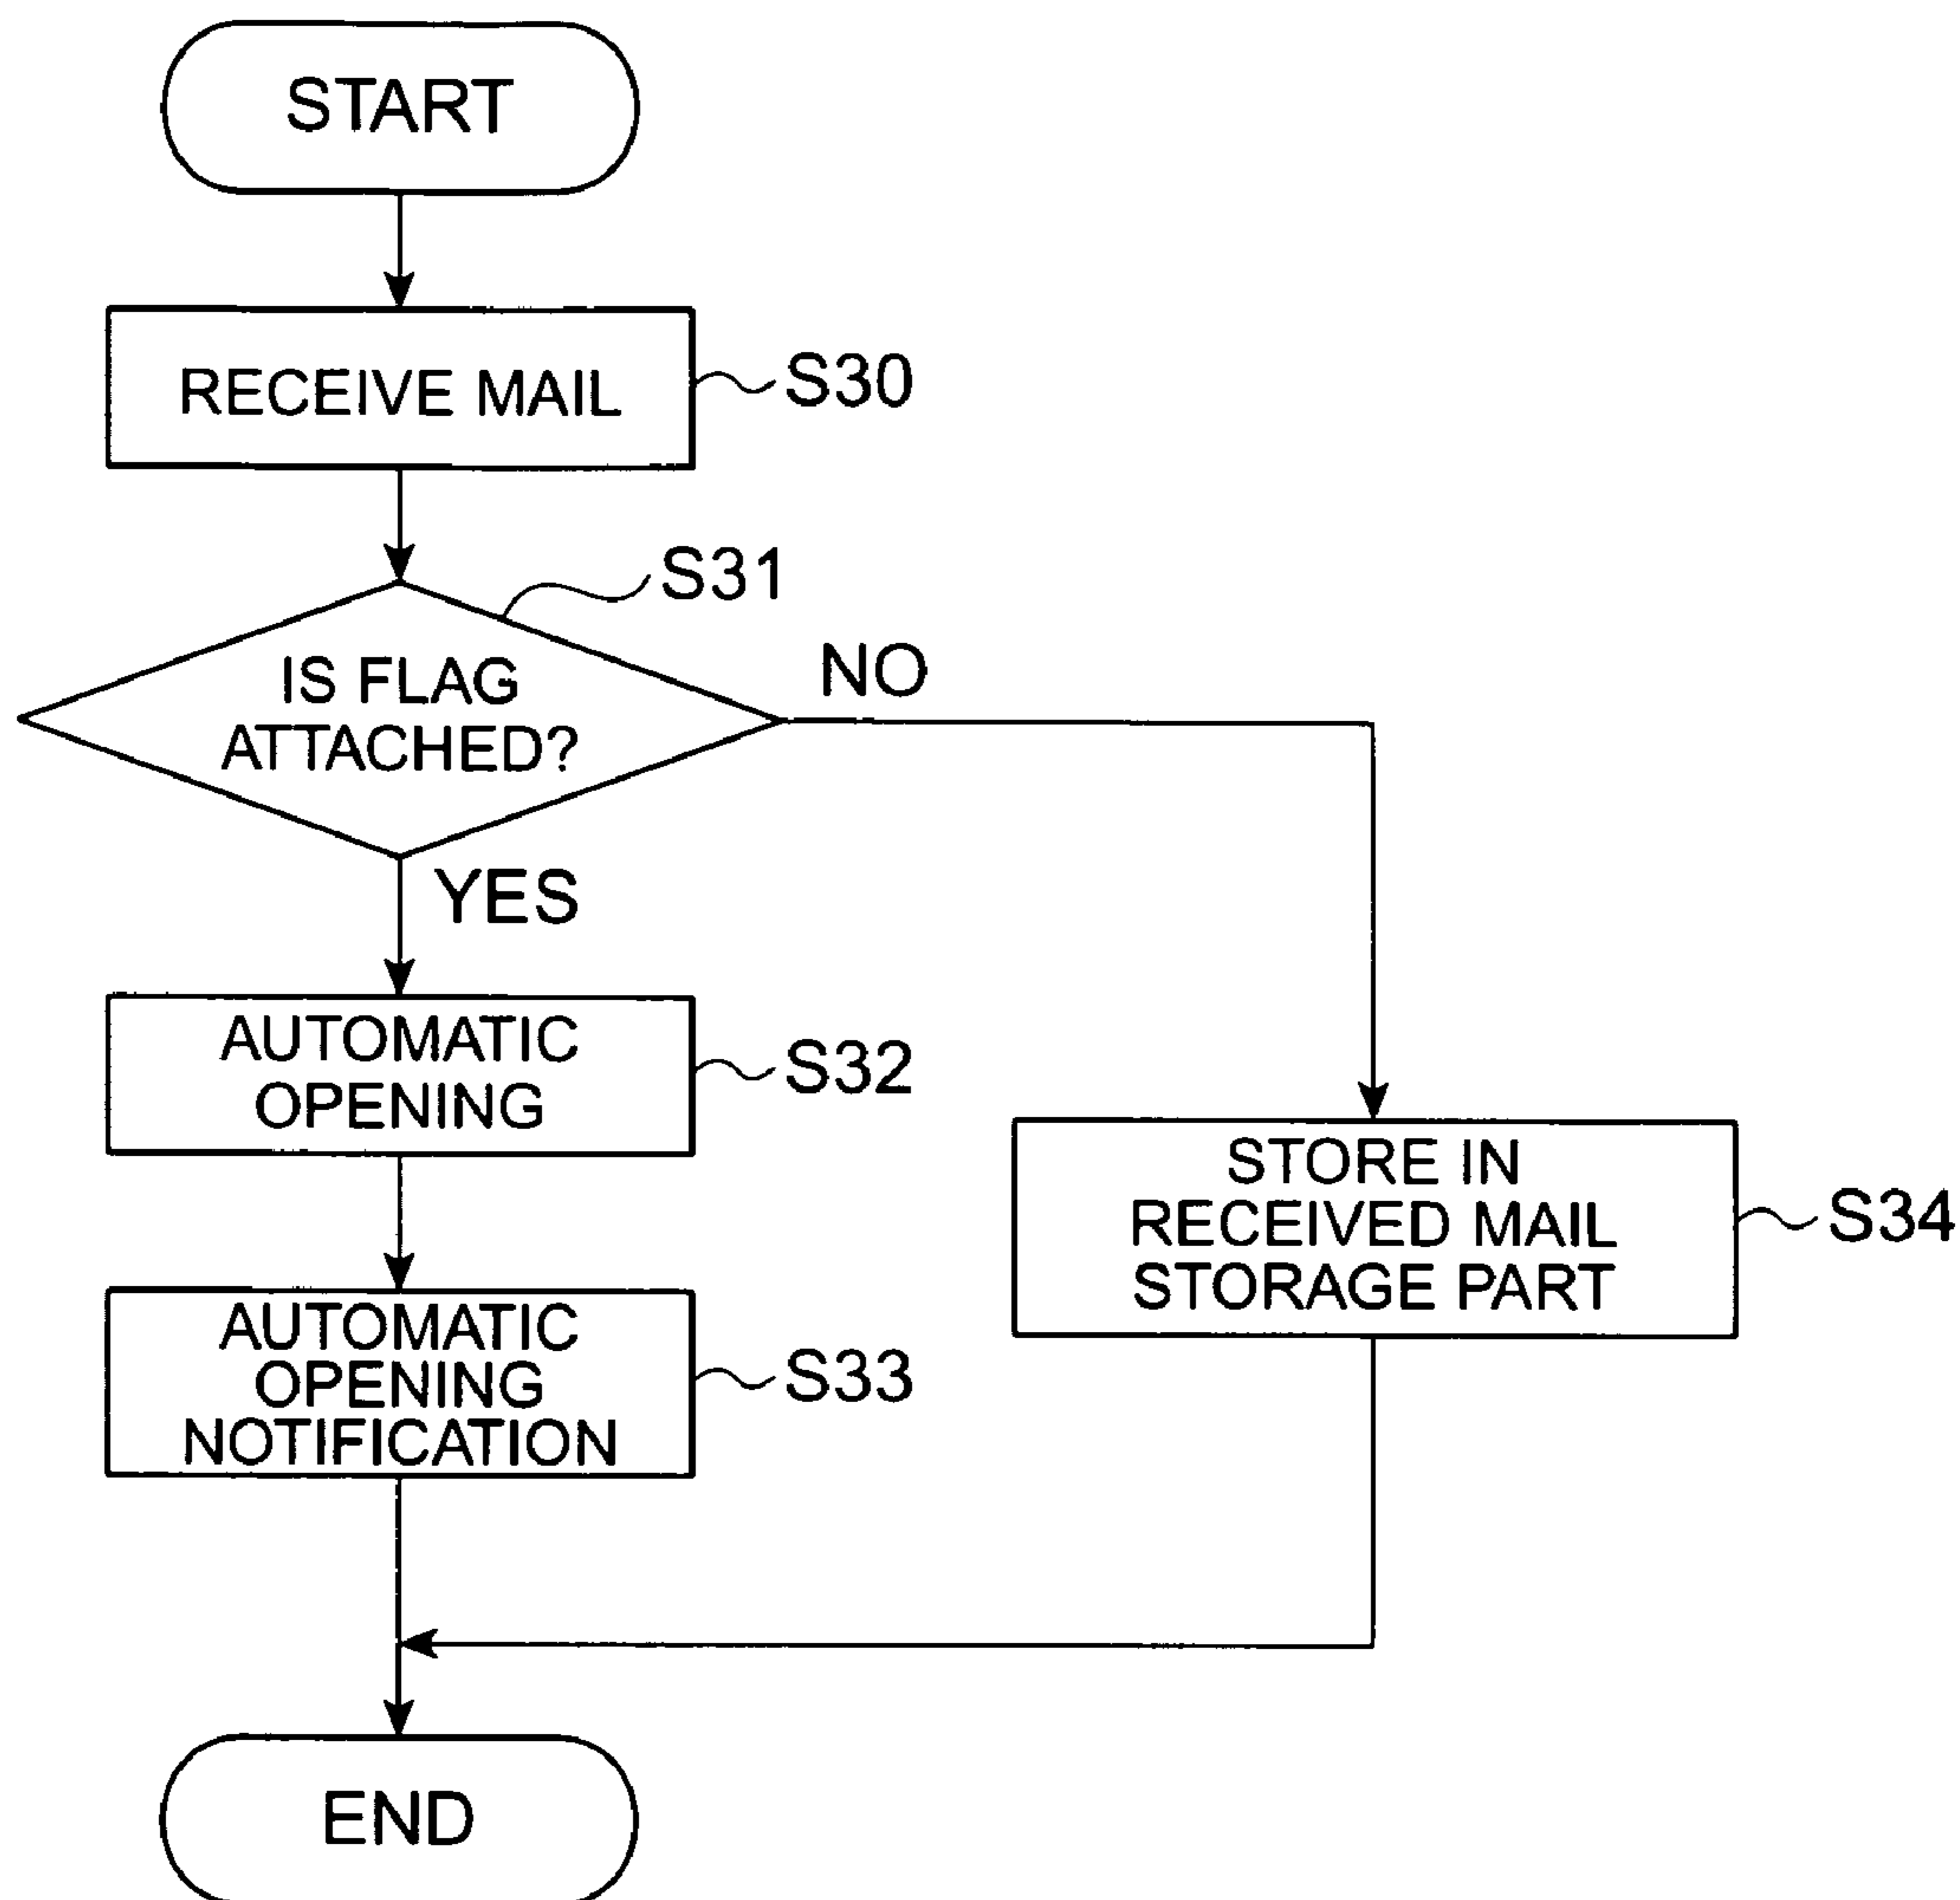 START
RECEIVE MAIL
S30
S31
IS FLAG
ATTACHED?
NO
YES
AUTOMATIC
OPENING
S32
STORE IN
RECEIVED MAIL
STORAGE PART
S34
AUTOMATIC
OPENING
NOTIFICATION
S33
END